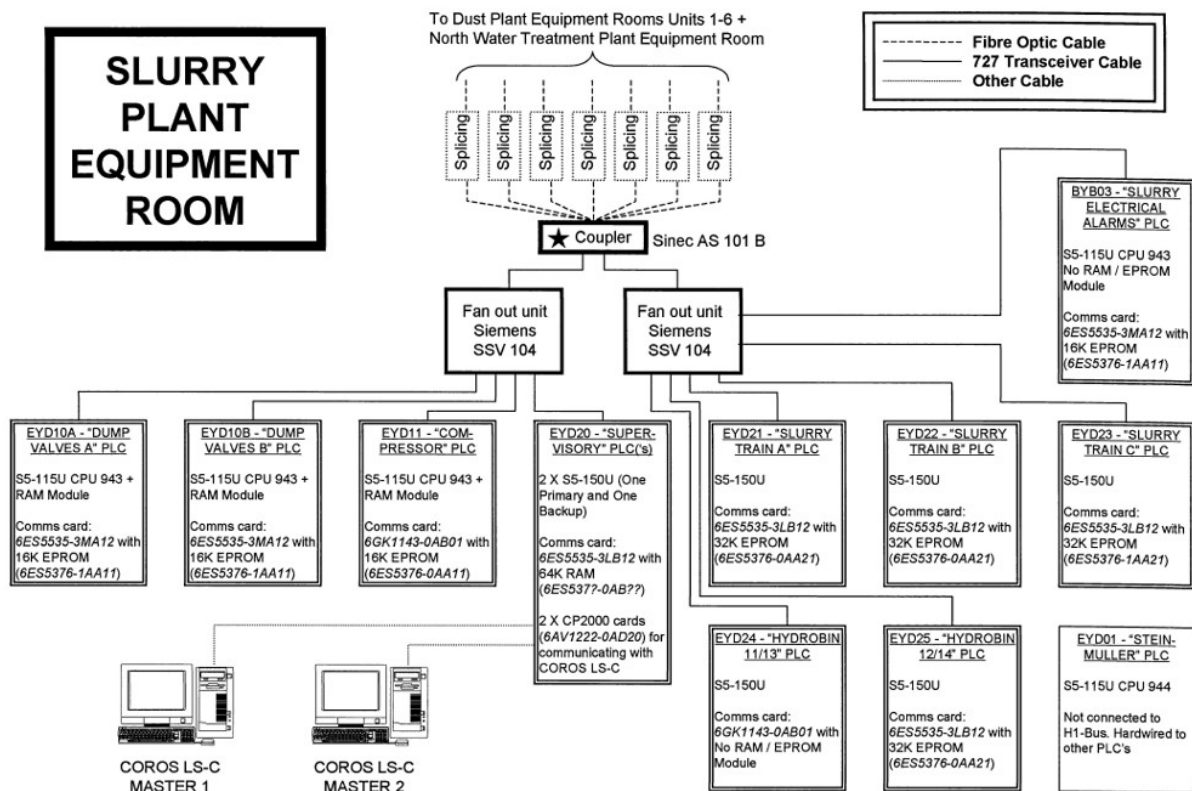 To Dust Plant Equipment Rooms Units 1-6 +
North Water Treatment Plant Equipment Room
SLURRY
PLANT
EQUIPMENT
ROOM
Fibre Optic Cable
727 Transceiver Cable
Other Cable
Splicing
Splicing
Splicing
Splicing
Splicing
Splicing
Splicing
★ Coupler
Sinec AS 101 B
Fan out unit
Siemens
SSV 104
Fan out unit
Siemens
SSV 104
BYB03 - "SLURRY
ELECTRICAL
ALARMS" PLC
S5-115U CPU 943
No RAM / EPROM
Module
Comms card:
6ES5535-3MA12 with
16K EPROM
(6ES5376-1AA11)
EYD10A - "DUMP
VALVES A" PLC
S5-115U CPU 943 +
RAM Module
Comms card:
6ES5535-3MA12 with
16K EPROM
(6ES5376-1AA11)
EYD10B - "DUMP
VALVES B" PLC
S5-115U CPU 943 +
RAM Module
Comms card:
6ES5535-3MA12 with
16K EPROM
(6ES5376-1AA11)
EYD11 - "COM-
PRESSOR" PLC
S5-115U CPU 943 +
RAM Module
Comms card:
6GK1143-0AB01 with
16K EPROM
(6ES5376-0AA11)
EYD20 -"SUPER-
VISORY" PLC('s)
2 X S5-150U (One
Primary and One
Backup)
Comms card:
6ES5535-3LB12 with
64K RAM
(6ES537?-0AB??)
2 X CP2000 cards
(6AV1222-0AD20) for
communicating with
COROS LS-C
EYD21 - "SLURRY
TRAIN A" PLC
S5-150U
Comms card:
6ES5535-3LB12 with
32K EPROM
(6ES5376-0AA21)
EYD22 - "SLURRY
TRAIN B" PLC
S5-150U
Comms card:
6ES5535-3LB12 with
32K EPROM
(6ES5376-0AA21)
EYD23 - "SLURRY
TRAIN C" PLC
S5-150U
Comms card:
6ES5535-3LB12 with
32K EPROM
(6ES5376-0AA21)
EYD24 - "HYDROBIN
11/13" PLC
S5-150U
Comms card:
6GK1143-0AB01 with
No RAM / EPROM
Module
EYD25 - "HYDROBIN
12/14" PLC
S5-150U
Comms card:
6ES5535-3LB12 with
32K EPROM
(6ES5376-0AA21)
EYD01 - "STEIN-
MULLER" PLC
S5-115U CPU 944
Not connected to
H1-Bus. Hardwired to
other PLC's
COROS LS-C
MASTER 1
COROS LS-C
MASTER 2